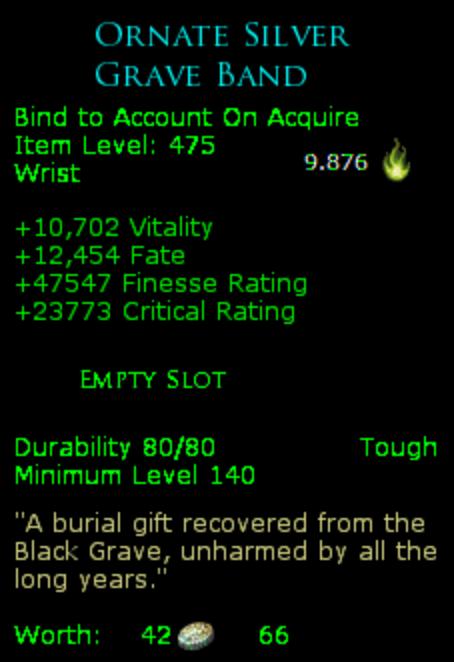 Ornate Silver
Grave Band
Bind to Account On Acquire
Item Level: 475
9.876
Wrist
+10,702 Vitality
+12,454 Fate
+47547 Finesse Rating
+23773 Critical Rating
Empty Slot
Durability 80/80 Tough
Minimum Level 140
"A burial gift recovered from the
Black Grave, unharmed by all the
long years."
Worth: 42 66